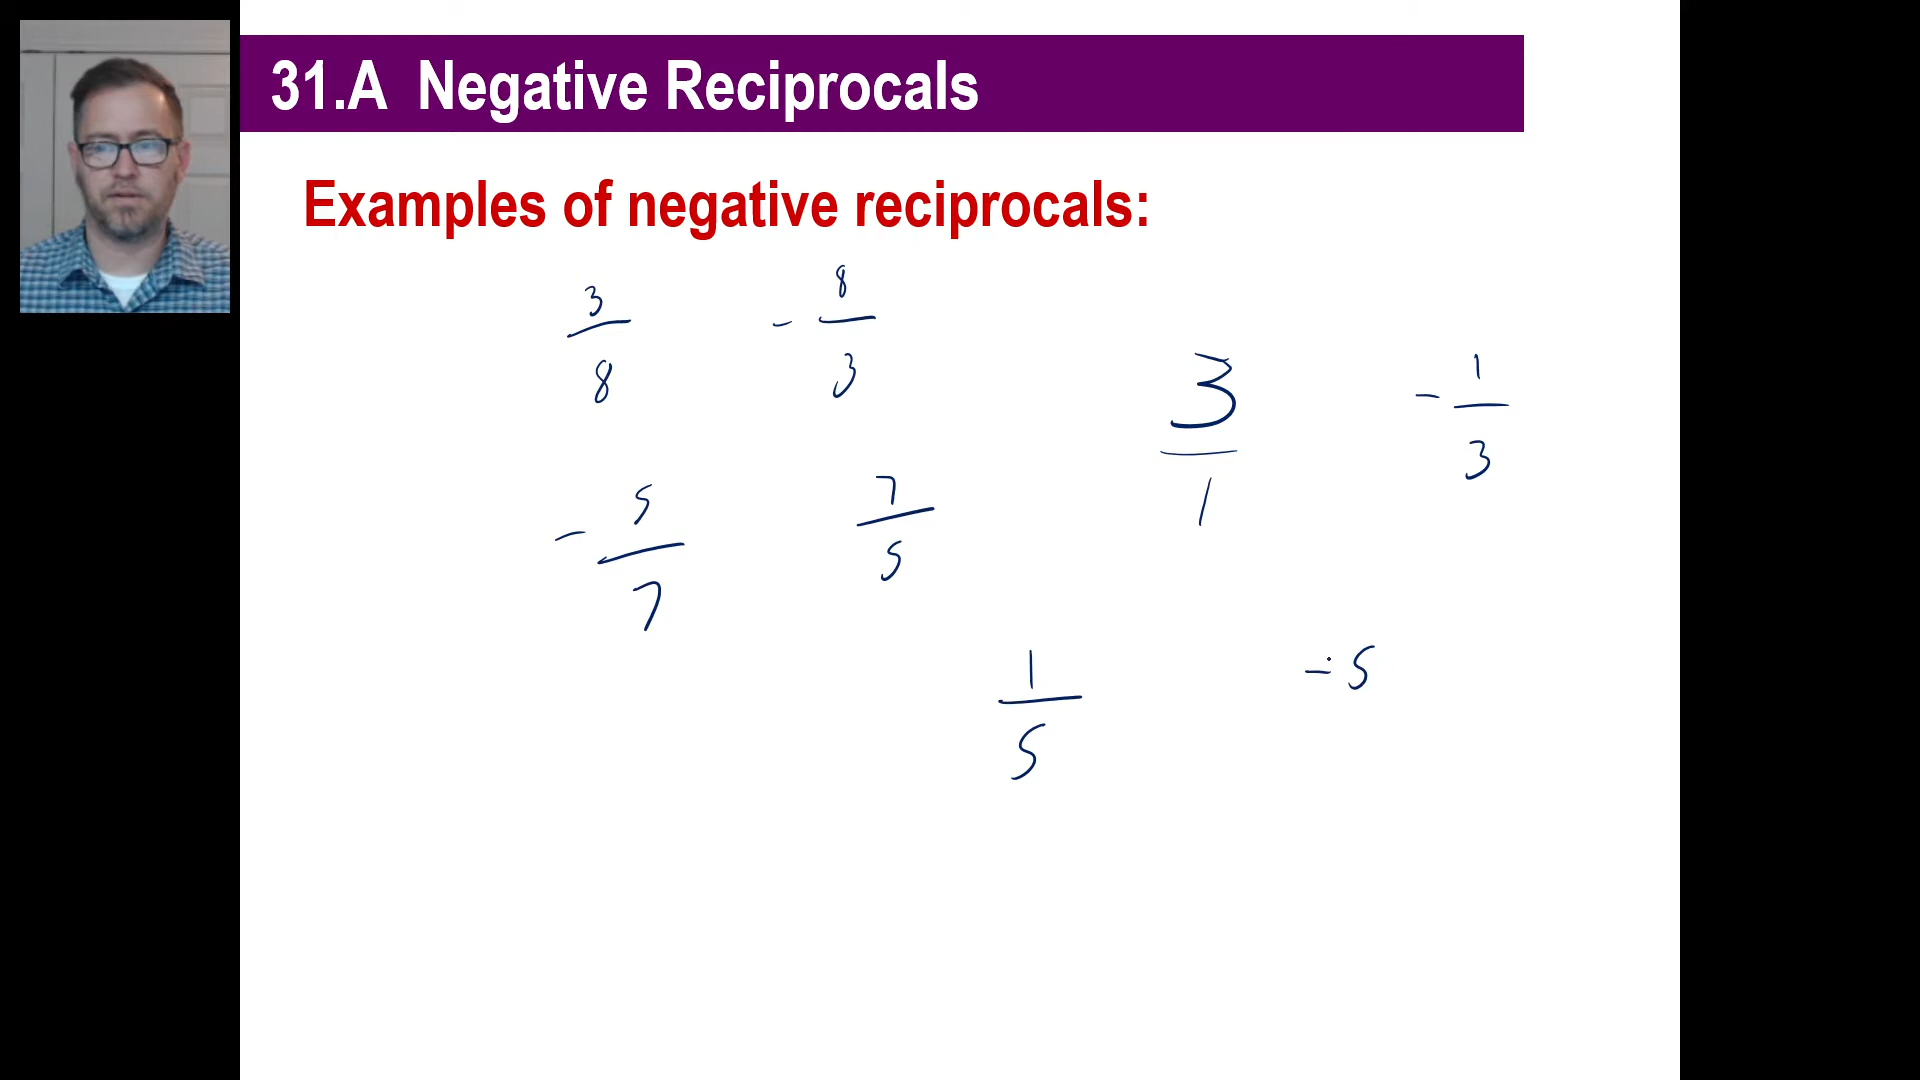 31.A Negative Reciprocals
Examples of negative reciprocals:
3/8 -8/3
3/1 -1/3
-5/7 7/5
1/5 -5